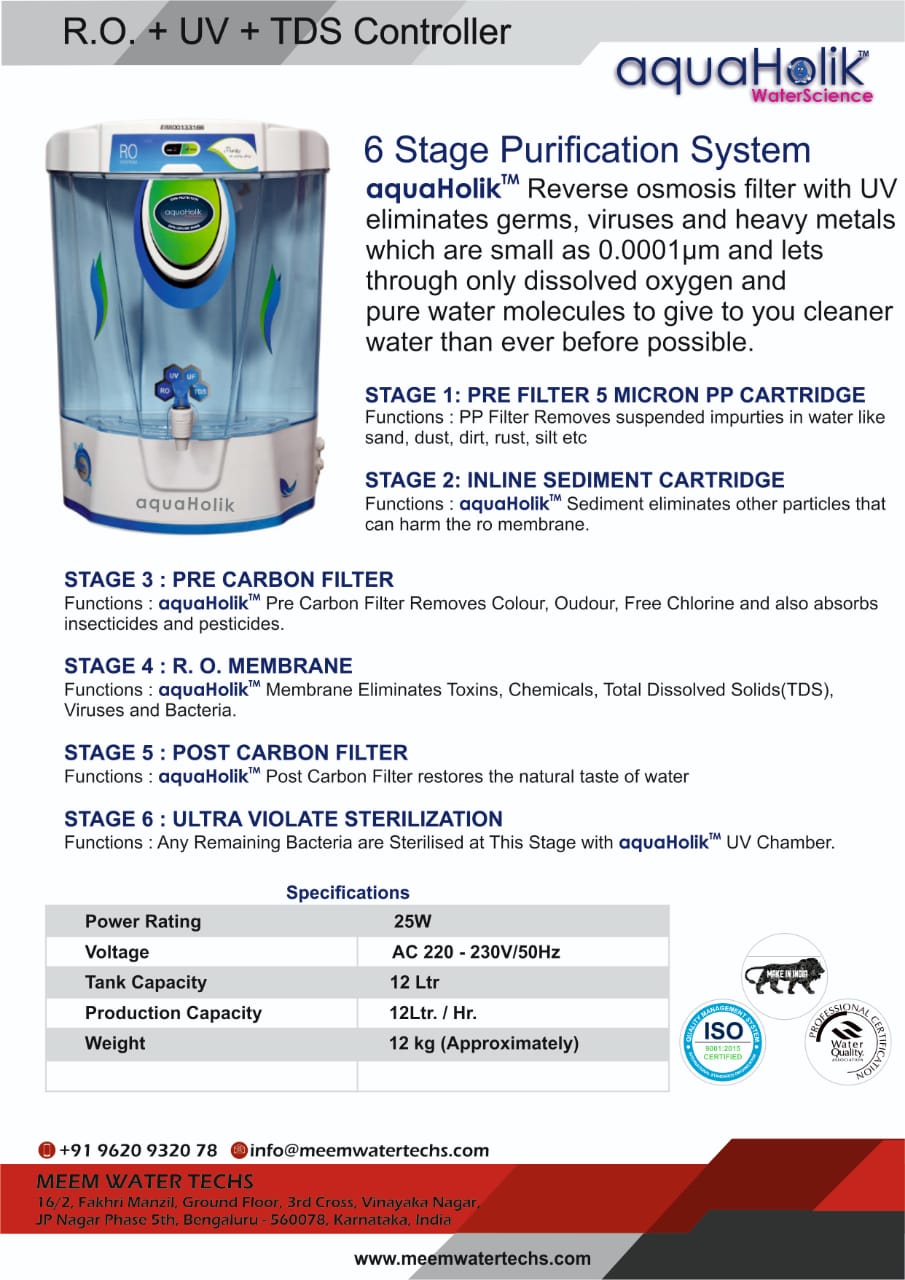 R.O. + UV + TDS Controller
aquaHolik™
WaterScience
RO
aquaHolik
UV UF
RO TDS
aquaHolik
6 Stage Purification System
aquaHolik™ Reverse osmosis filter with UV
eliminates germs, viruses and heavy metals
which are small as 0.0001µm and lets
through only dissolved oxygen and
pure water molecules to give to you cleaner
water than ever before possible.
STAGE 1: PRE FILTER 5 MICRON PP CARTRIDGE
Functions : PP Filter Removes suspended impurties in water like
sand, dust, dirt, rust, silt etc
STAGE 2: INLINE SEDIMENT CARTRIDGE
Functions : aquaHolik™ Sediment eliminates other particles that
can harm the ro membrane.
STAGE 3 : PRE CARBON FILTER
Functions : aquaHolik™ Pre Carbon Filter Removes Colour, Oudour, Free Chlorine and also absorbs
insecticides and pesticides.
STAGE 4 : R. O. MEMBRANE
Functions : aquaHolik™ Membrane Eliminates Toxins, Chemicals, Total Dissolved Solids(TDS),
Viruses and Bacteria.
STAGE 5 : POST CARBON FILTER
Functions : aquaHolik™ Post Carbon Filter restores the natural taste of water
STAGE 6 : ULTRA VIOLATE STERILIZATION
Functions : Any Remaining Bacteria are Sterilised at This Stage with aquaHolik™ UV Chamber.
Specifications
Power Rating 25W
Voltage AC 220 - 230V/50Hz
Tank Capacity 12 Ltr
Production Capacity 12Ltr. / Hr.
Weight 12 kg (Approximately)
MAKE IN INDIA
QUALITY MANAGEMENT SYSTEM
ISO
9001:2015
CERTIFIED
PROFESSIONAL CERTIFICATION
Water
Quality
ASSOCIATION
+91 9620 9320 78 info@meemwatertechs.com
MEEM WATER TECHS
16/2, Fakhri Manzil, Ground Floor, 3rd Cross, Vinayaka Nagar,
JP Nagar Phase 5th, Bengaluru - 560078, Karnataka, India
www.meemwatertechs.com